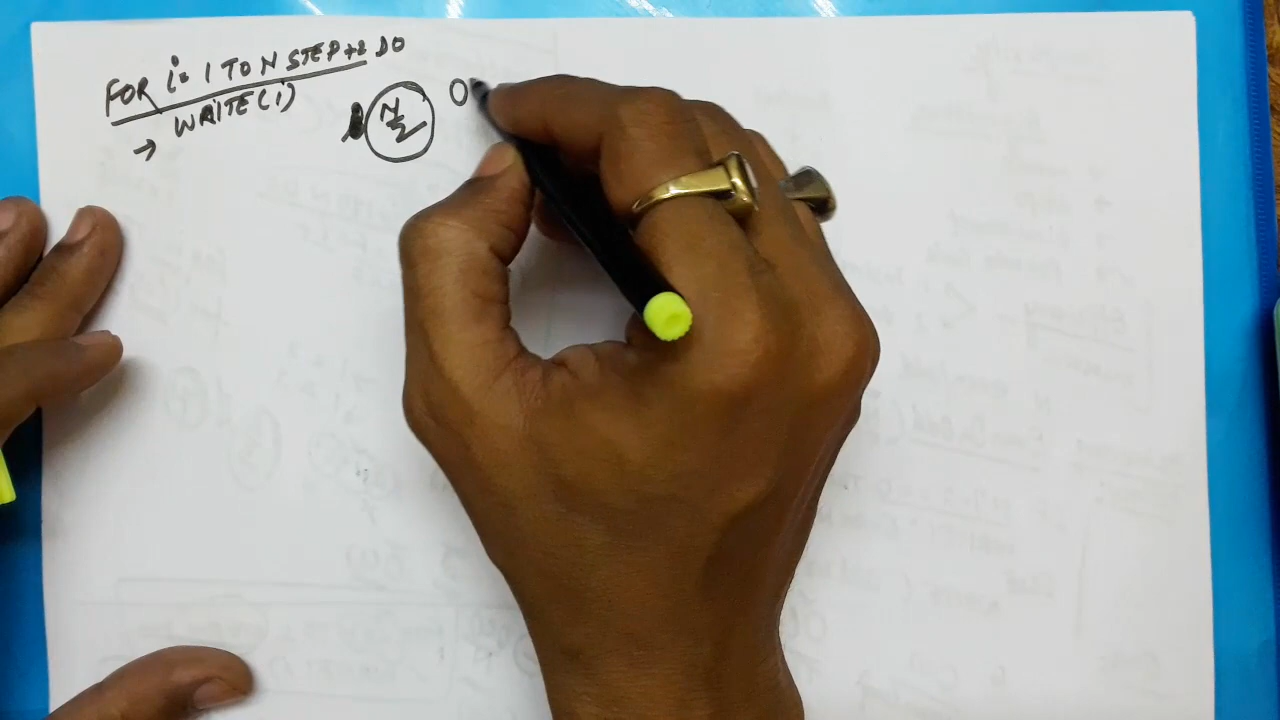 FOR i = 1 TO N STEP+2 DO
WRITE(i)
→
N/2 O